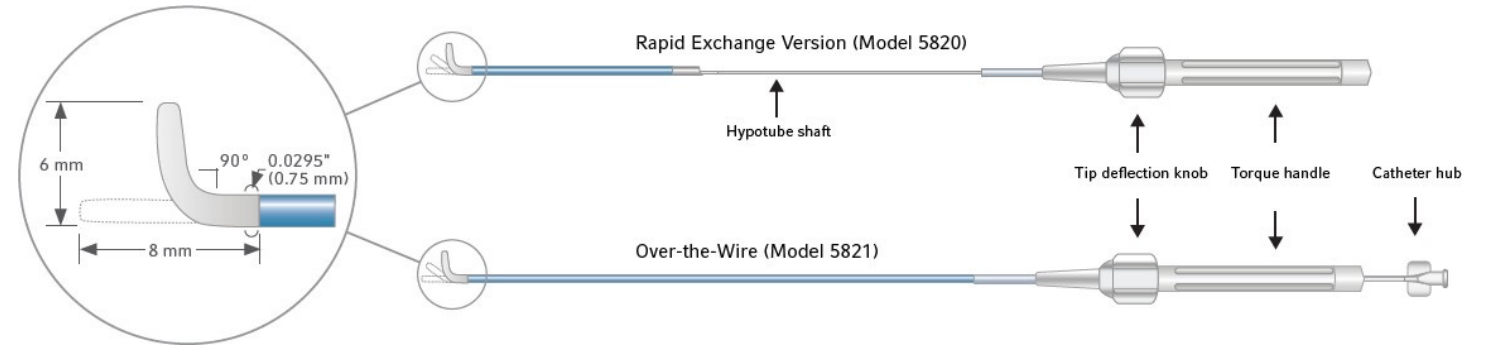 Rapid Exchange Version (Model 5820)
Hypotube shaft
6 mm
90° 0.0295"
(0.75 mm)
8 mm
Tip deflection knob Torque handle Catheter hub
Over-the-Wire (Model 5821)